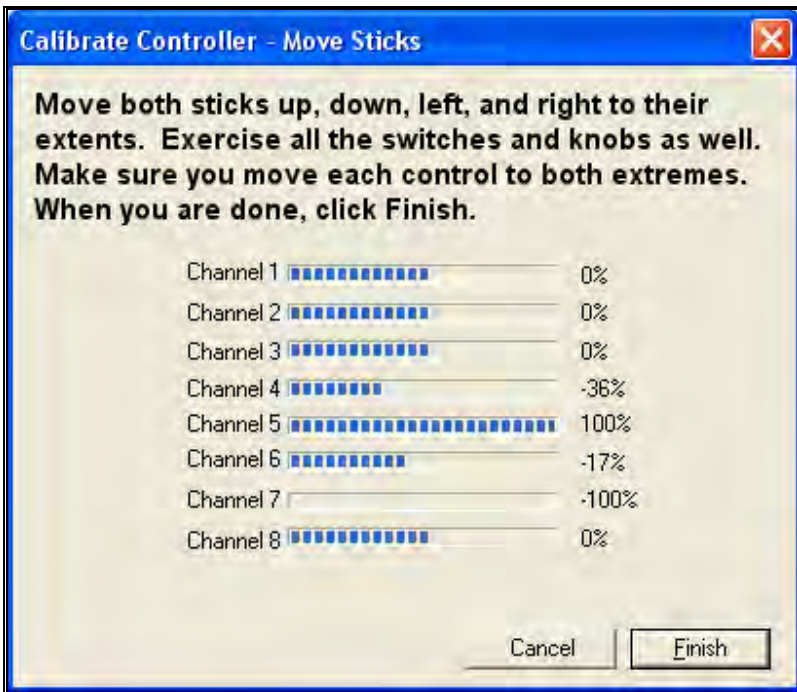 Calibrate Controller - Move Sticks
Move both sticks up, down, left, and right to their
extents. Exercise all the switches and knobs as well.
Make sure you move each control to both extremes.
When you are done, click Finish.
Channel 1 0%
Channel 2 0%
Channel 3 0%
Channel 4 -36%
Channel 5 100%
Channel 6 -17%
Channel 7 -100%
Channel 8 0%
Cancel Finish